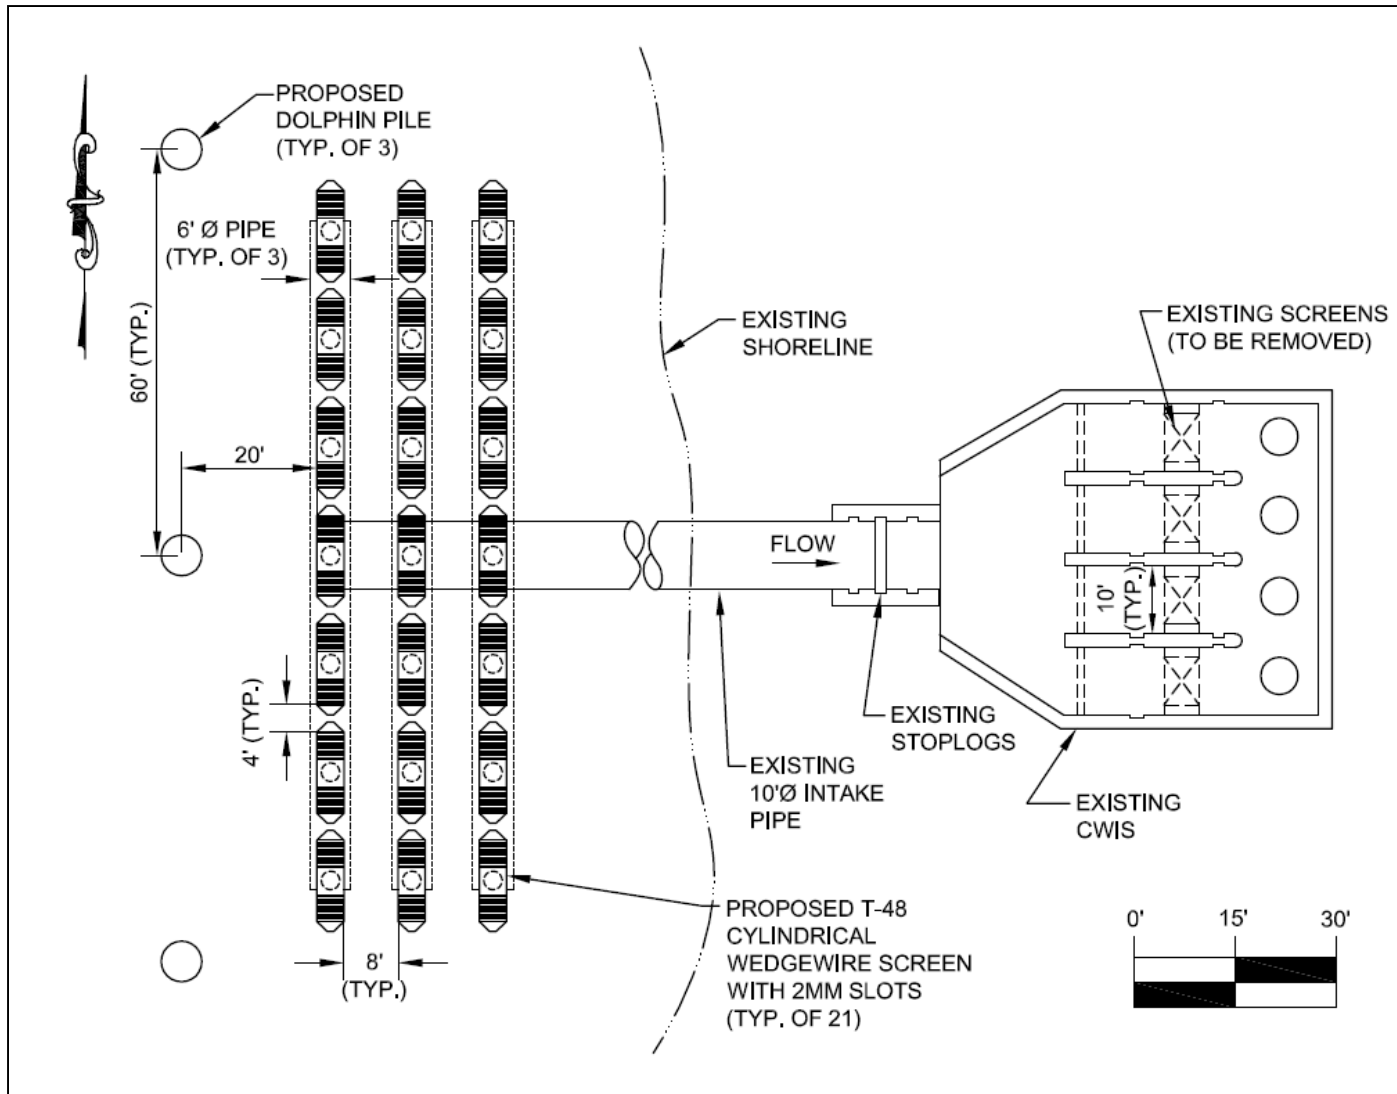 PROPOSED
DOLPHIN PILE
(TYP. OF 3)
6' Ø PIPE
(TYP. OF 3)
60' (TYP.)
20'
EXISTING
SHORELINE
EXISTING SCREENS
(TO BE REMOVED)
FLOW
10'
(TYP.)
4' (TYP.)
EXISTING
STOPLOGS
EXISTING
10'Ø INTAKE
PIPE
EXISTING
CWIS
8'
(TYP.)
PROPOSED T-48
CYLINDRICAL
WEDGEWIRE SCREEN
WITH 2MM SLOTS
(TYP. OF 21)
0' 15' 30'